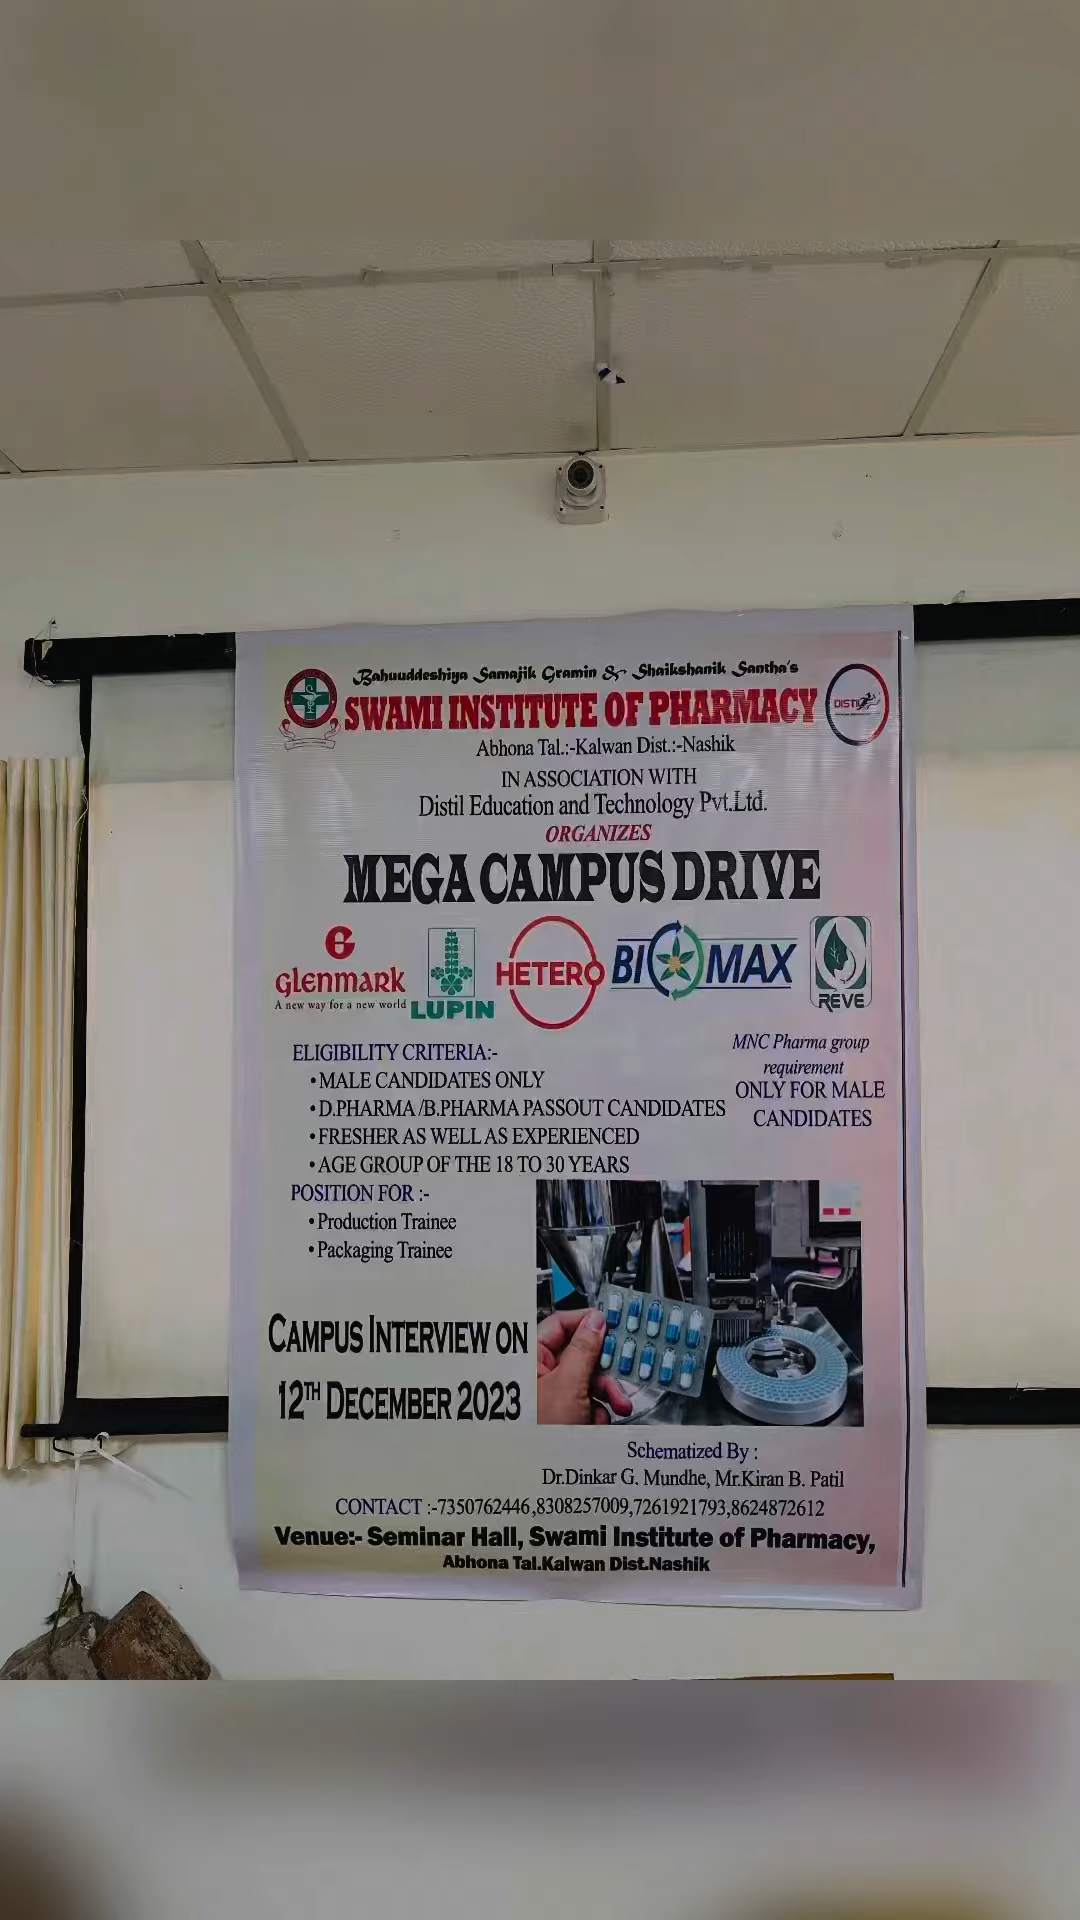 Bahuuddeshiya Samajik Gramin & Shaikshanik Santha's
SWAMI INSTITUTE OF PHARMACY
DISTIL
Abhona Tal.:-Kalwan Dist.:-Nashik
IN ASSOCIATION WITH
Distil Education and Technology Pvt.Ltd.
ORGANIZES
MEGA CAMPUS DRIVE
G
Glenmark
A new way for a new world
LUPIN
HETERO
BIOMAX
REVE
ELIGIBILITY CRITERIA:-
• MALE CANDIDATES ONLY
• D.PHARMA /B.PHARMA PASSOUT CANDIDATES
• FRESHER AS WELL AS EXPERIENCED
• AGE GROUP OF THE 18 TO 30 YEARS
MNC Pharma group
requirement
ONLY FOR MALE
CANDIDATES
POSITION FOR :-
• Production Trainee
• Packaging Trainee
CAMPUS INTERVIEW ON
12TH DECEMBER 2023
Schematized By :
Dr.Dinkar G. Mundhe, Mr.Kiran B. Patil
CONTACT :-7350762446,8308257009,7261921793,8624872612
Venue:- Seminar Hall, Swami Institute of Pharmacy,
Abhona Tal.Kalwan Dist.Nashik